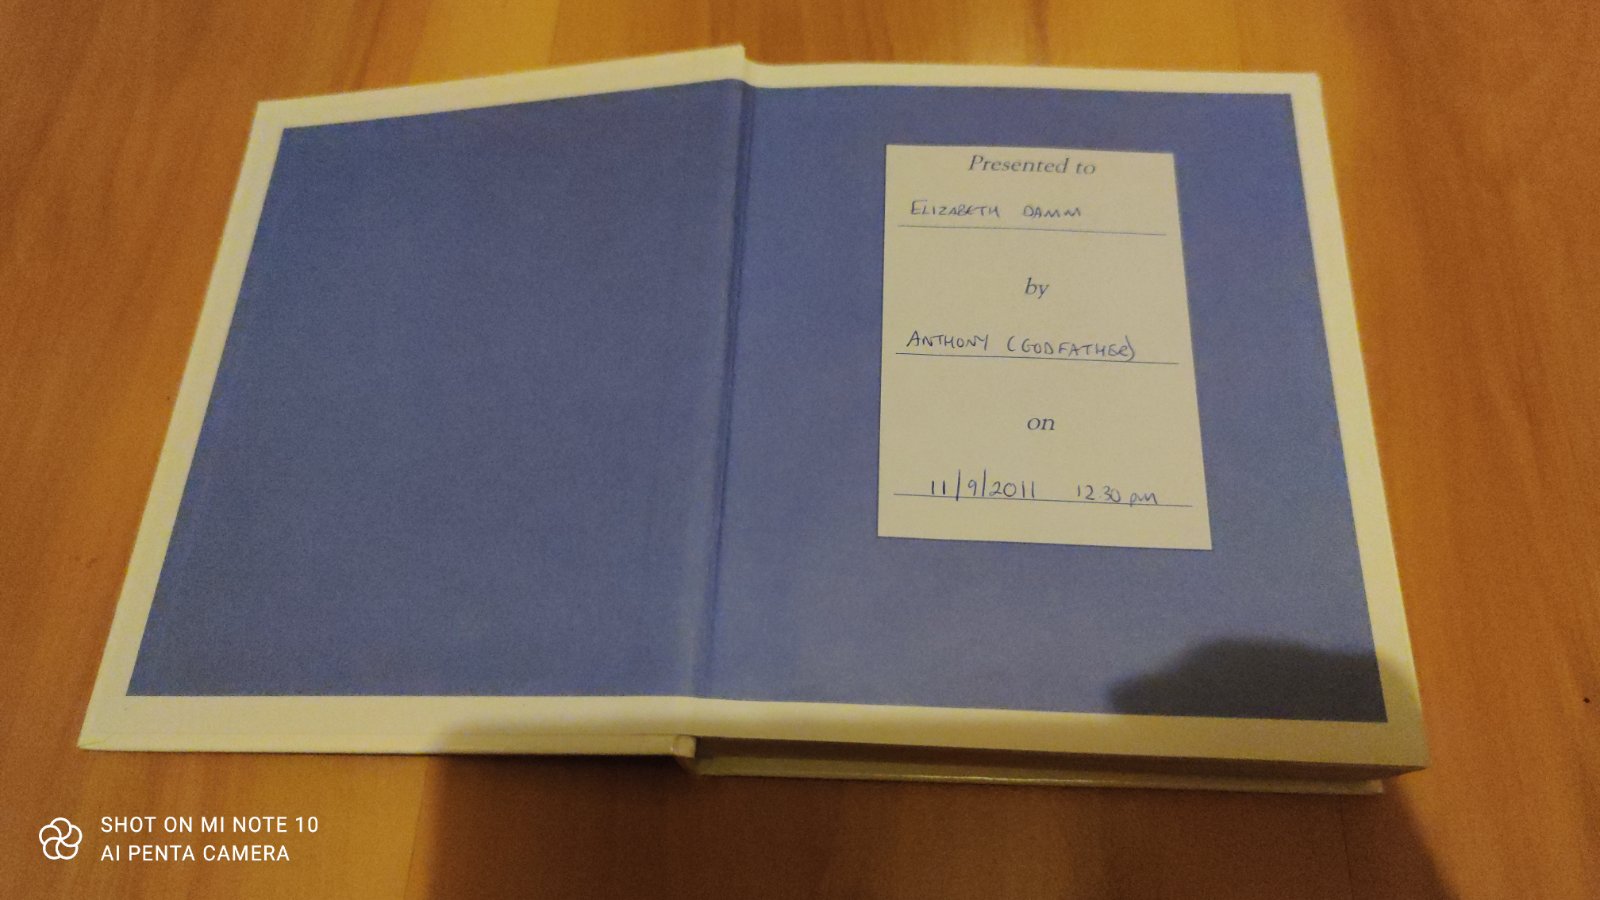 Presented to
ELIZABETH DAMM
by
ANTHONY (GODFATHER)
on
11/9/2011 12.30 pm
SHOT ON MI NOTE 10
AI PENTA CAMERA